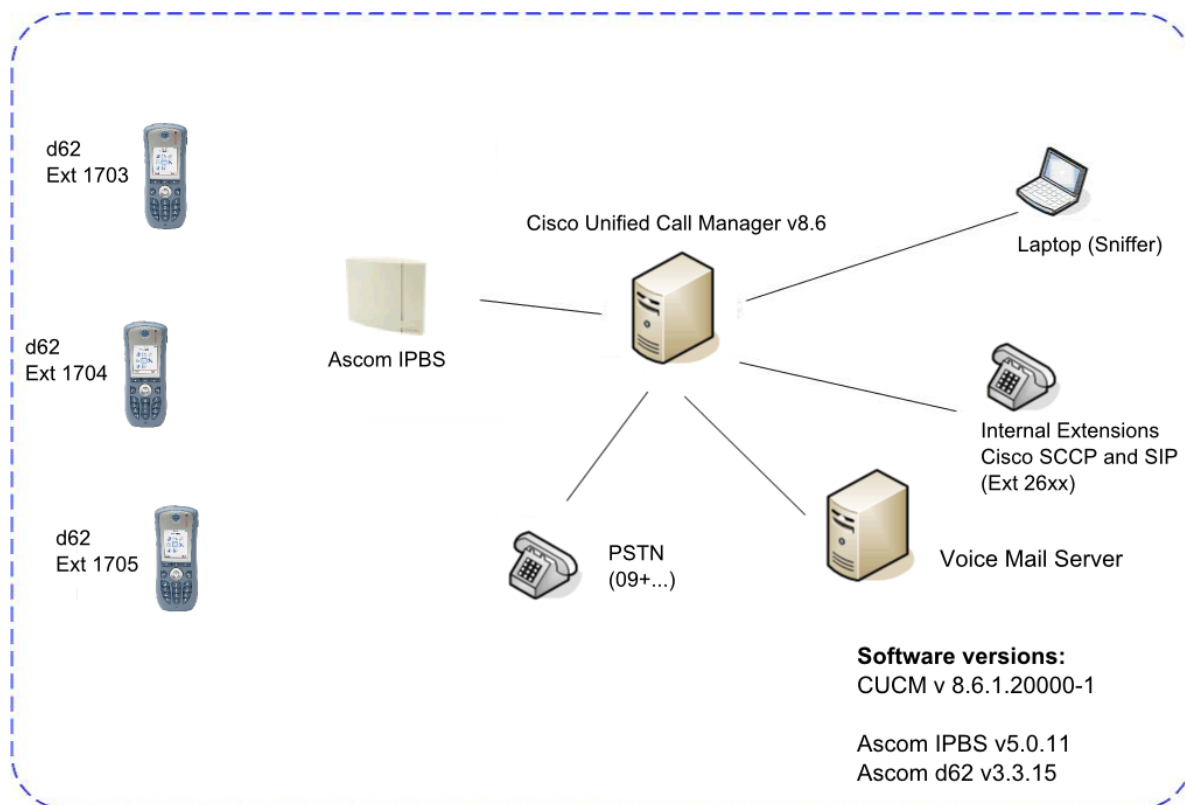 d62
Ext 1703
Cisco Unified Call Manager v8.6
Laptop (Sniffer)
d62
Ext 1704
Ascom IPBS
Internal Extensions
Cisco SCCP and SIP
(Ext 26xx)
d62
Ext 1705
PSTN
(09+...)
Voice Mail Server
Software versions:
CUCM v 8.6.1.20000-1
Ascom IPBS v5.0.11
Ascom d62 v3.3.15